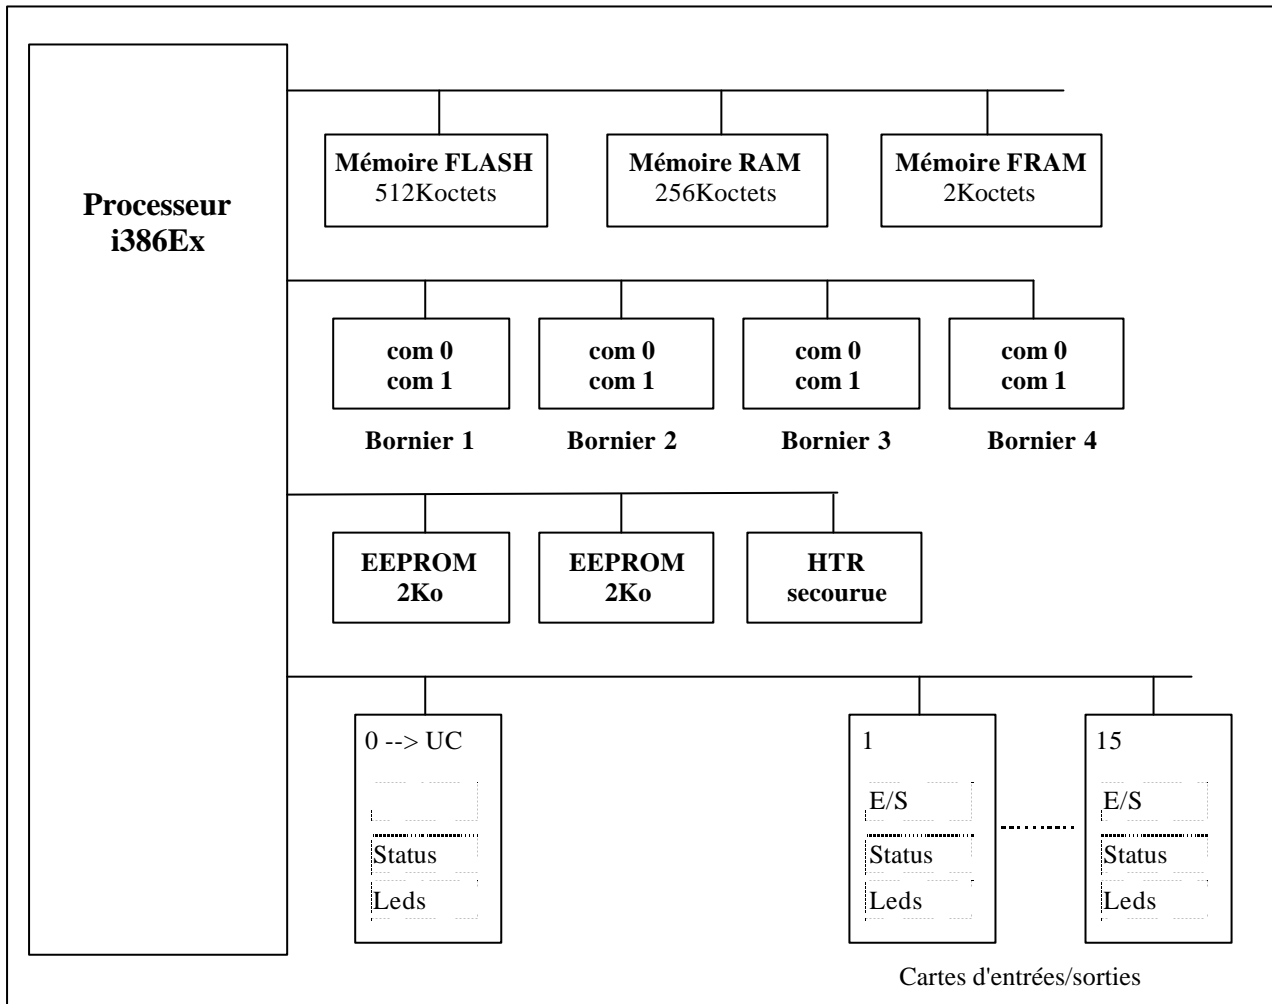 Processeur
i386Ex
Mémoire FLASH
512Koctets
Mémoire RAM
256Koctets
Mémoire FRAM
2Koctets
com 0
com 1
com 0
com 1
com 0
com 1
com 0
com 1
Bornier 1
Bornier 2
Bornier 3
Bornier 4
EEPROM
2Ko
EEPROM
2Ko
HTR
secourue
0 --> UC
Status
Leds
1
E/S
Status
Leds
15
E/S
Status
Leds
Cartes d'entrées/sorties